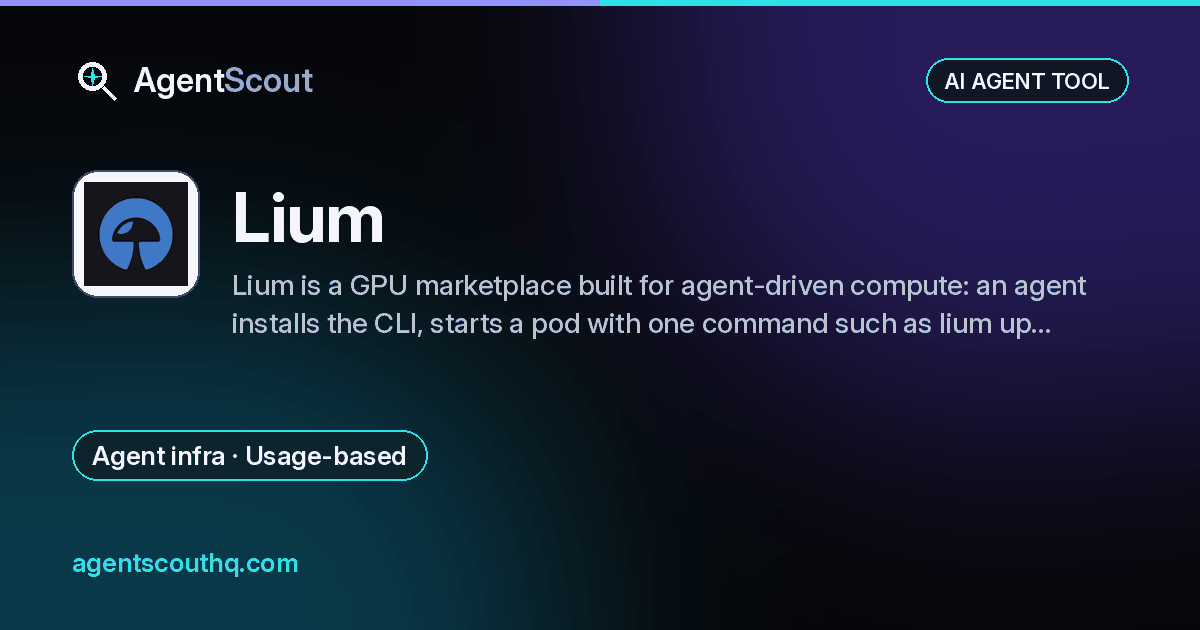 AgentScout
AI AGENT TOOL
Lium
Lium is a GPU marketplace built for agent-driven compute: an agent
installs the CLI, starts a pod with one command such as lium up...
Agent infra · Usage-based
agentscouthq.com